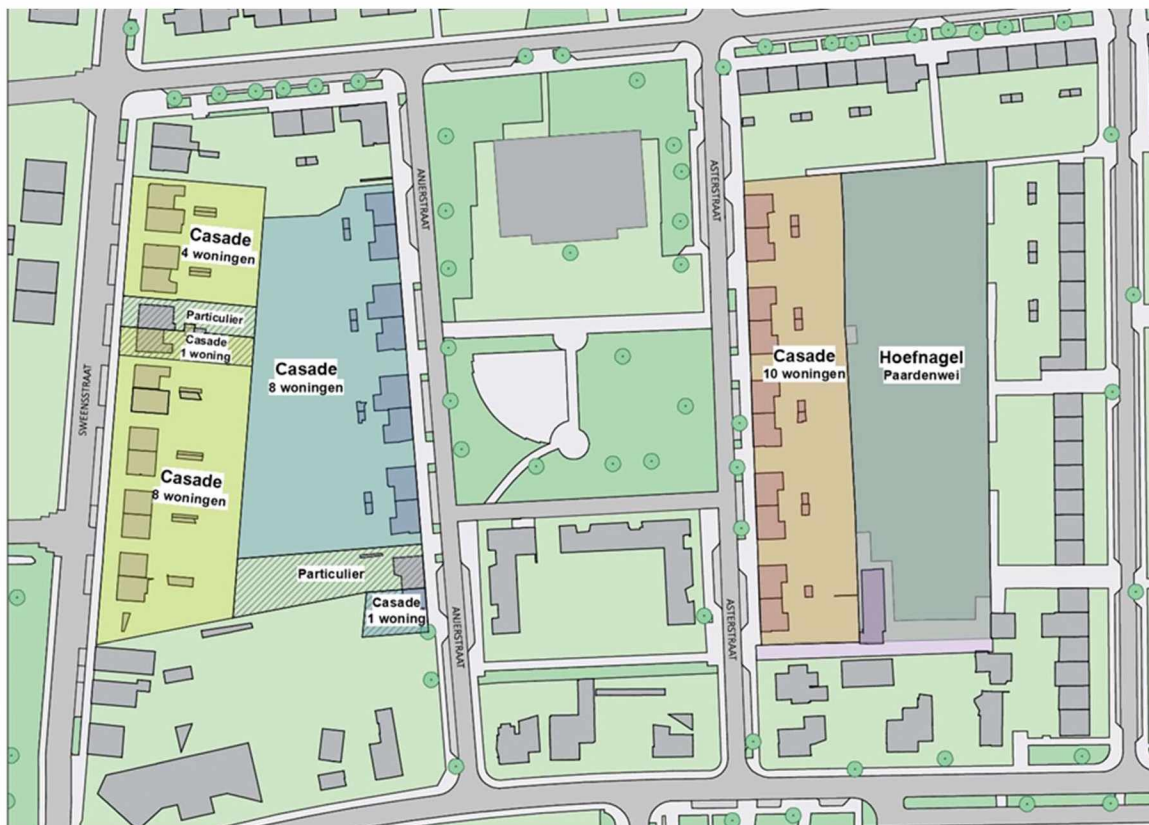 ANJERSTRAAT
ASTERSTRAAT
Casade
4 woningen
Particulier
Casade
1 woning
Casade
8 woningen
Casade
10 woningen
Hoefnagel
Paardenwei
SWEENSSTRAAT
Casade
8 woningen
Particulier
Casade
1 woning
ANJERSTRAAT
ASTERSTRAAT